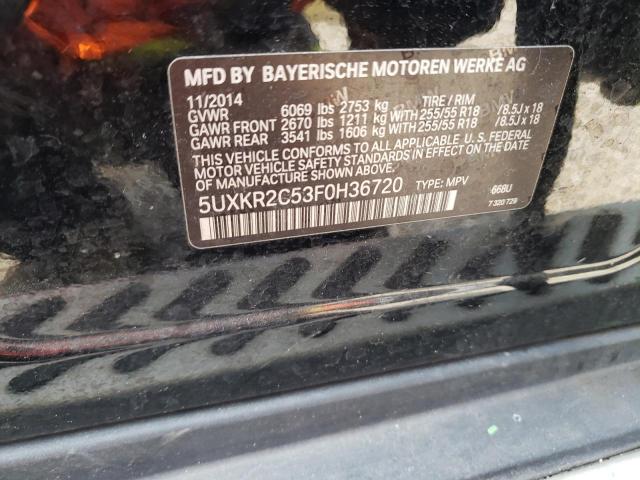 MFD BY BAYERISCHE MOTOREN WERKE AG
11/2014
GVWR 6069 lbs 2753 kg TIRE / RIM
GAWR FRONT 2670 lbs 1211 kg WITH 255/55 R18 /8.5J x 18
GAWR REAR 3541 lbs 1606 kg WITH 255/55 R18 /8.5J x 18
THIS VEHICLE CONFORMS TO ALL APPLICABLE U.S. FEDERAL
MOTOR VEHICLE SAFETY STANDARDS IN EFFECT ON THE
DATE OF MANUFACTURE SHOWN ABOVE.
5UXKR2C53F0H36720 TYPE: MPV 668U
7 320 729